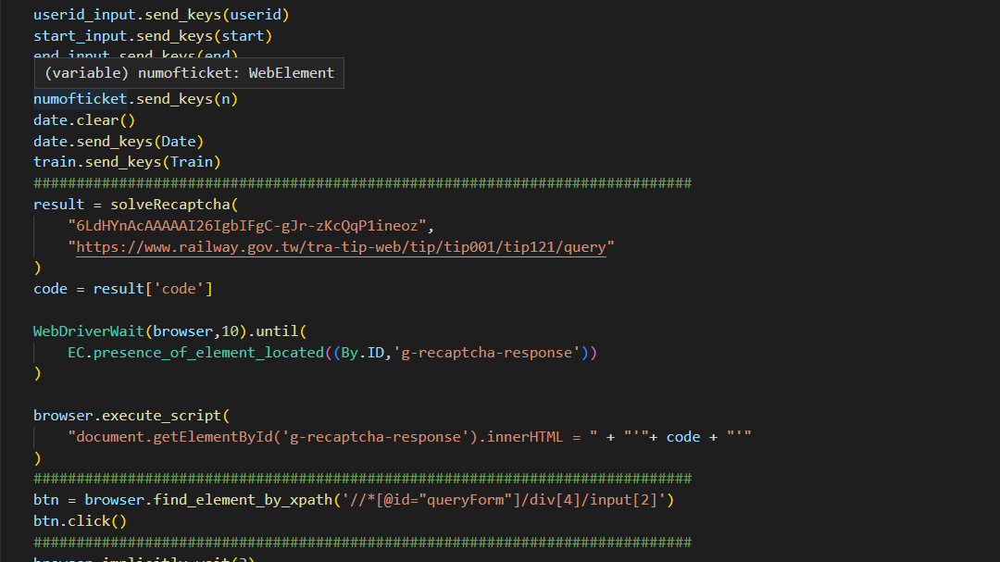 userid_input.send_keys(userid)
start_input.send_keys(start)
end_input.send_keys(end)
(variable) numofticket: WebElement
numofticket.send_keys(n)
date.clear()
date.send_keys(Date)
train.send_keys(Train)
#############################################################################
result = solveRecaptcha(
    "6LdHYnAcAAAAAI26IgbIFgC-gJr-zKcQqP1ineoz",
    "https://www.railway.gov.tw/tra-tip-web/tip/tip001/tip121/query"
)
code = result['code']

WebDriverWait(browser,10).until(
    EC.presence_of_element_located((By.ID,'g-recaptcha-response'))
)

browser.execute_script(
    "document.getElementById('g-recaptcha-response').innerHTML = " + "'"+ code + "'"
)
#############################################################################
btn = browser.find_element_by_xpath('//*[@id="queryForm"]/div[4]/input[2]')
btn.click()
#############################################################################
browser.implicitly_wait(3)